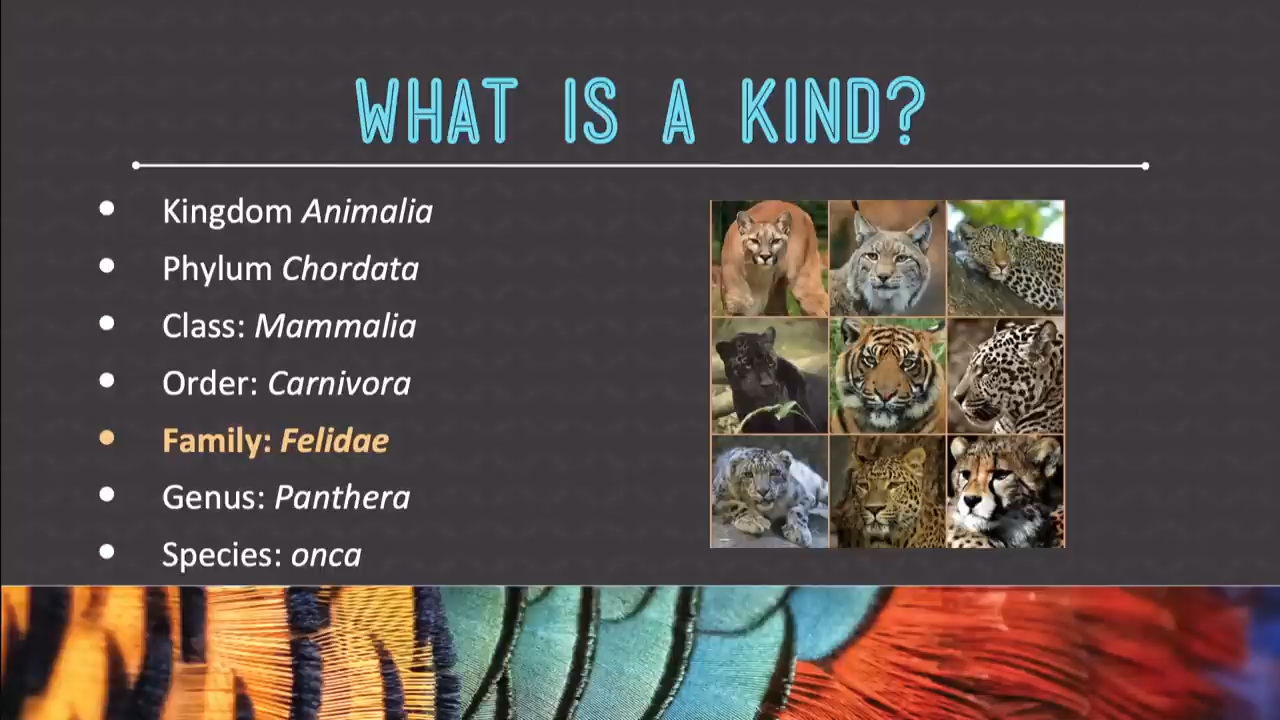 WHAT IS A KIND?
Kingdom Animalia
Phylum Chordata
Class: Mammalia
Order: Carnivora
Family: Felidae
Genus: Panthera
Species: onca